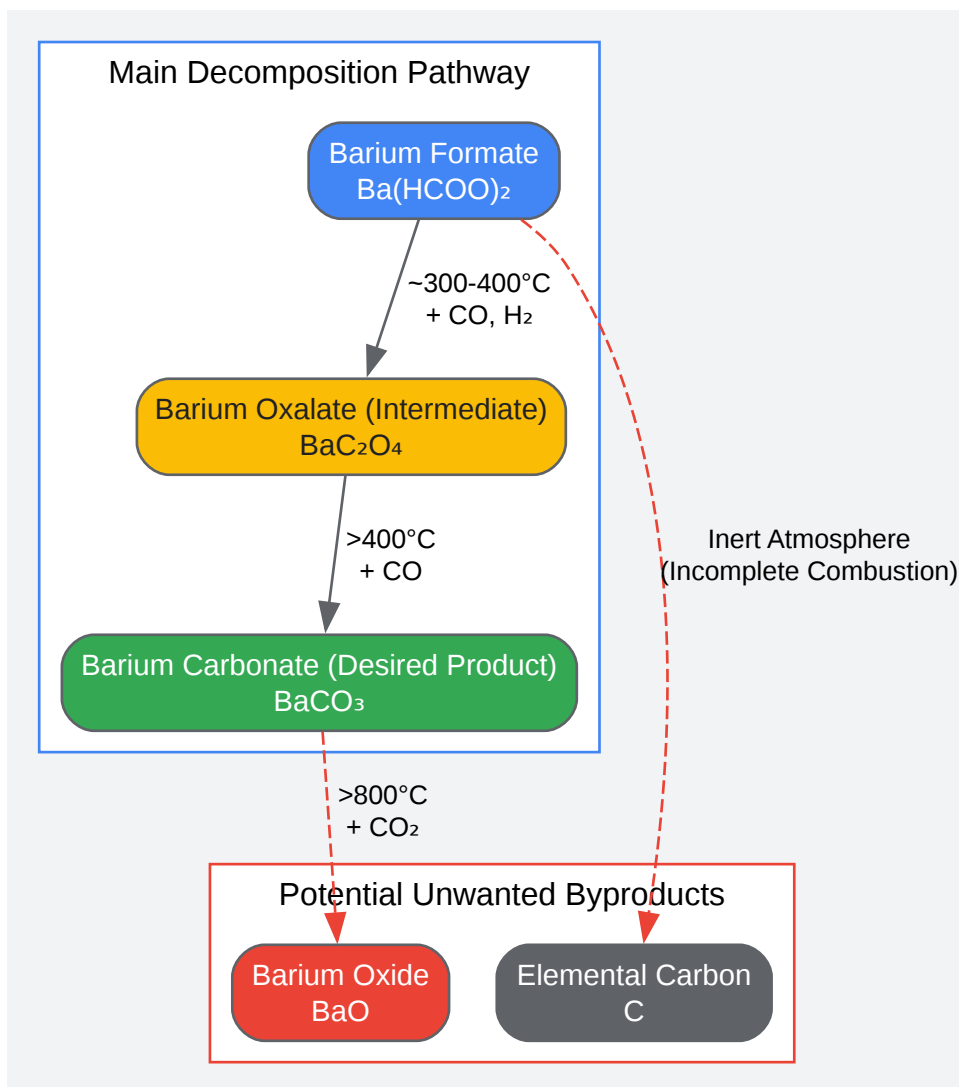 Main Decomposition Pathway
Barium Formate
Ba(HCOO)₂
~300-400°C
+ CO, H₂
Barium Oxalate (Intermediate)
BaC₂O₄
>400°C
+ CO
Inert Atmosphere
(Incomplete Combustion)
Barium Carbonate (Desired Product)
BaCO₃
>800°C
+ CO₂
Potential Unwanted Byproducts
Barium Oxide
BaO
Elemental Carbon
C